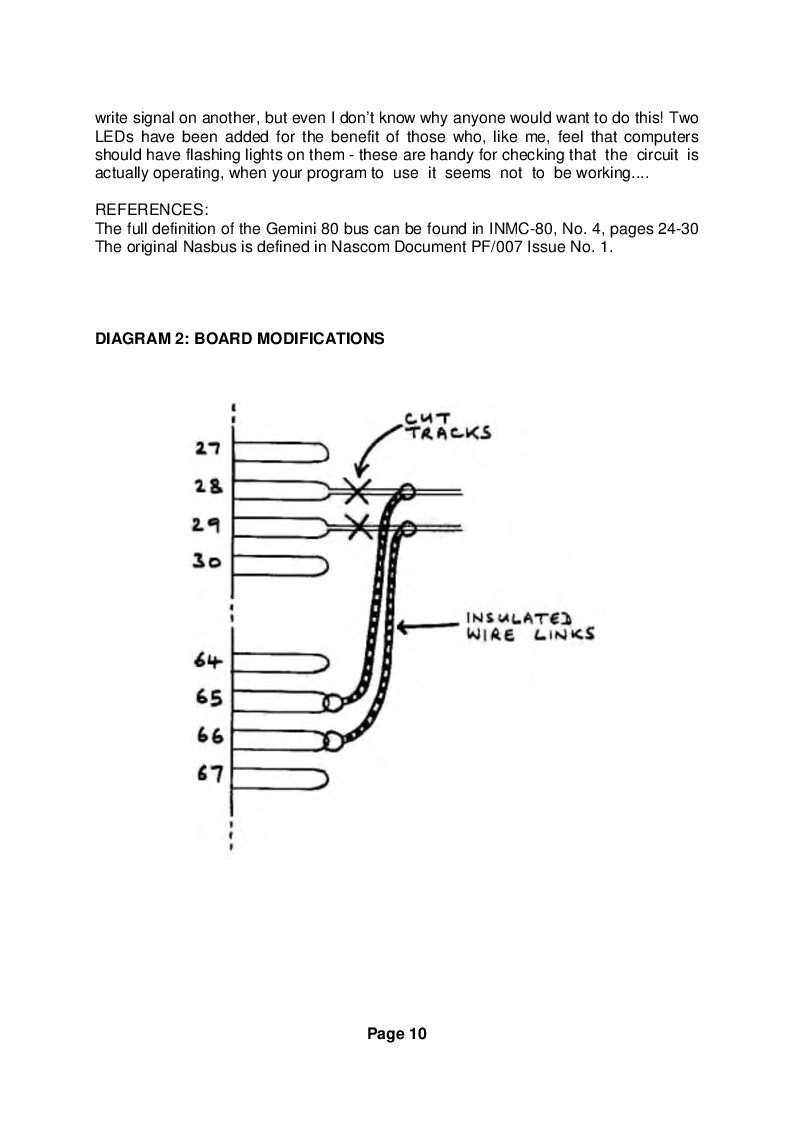 write signal on another, but even I don't know why anyone would want to do this! Two
LEDs have been added for the benefit of those who, like me, feel that computers
should have flashing lights on them - these are handy for checking that the circuit is
actually operating, when your program to use it seems not to be working....
REFERENCES:
The full definition of the Gemini 80 bus can be found in INMC-80, No. 4, pages 24-30
The original Nasbus is defined in Nascom Document PF/007 Issue No. 1.
DIAGRAM 2: BOARD MODIFICATIONS
CUT
TRACKS
27
28
29
30
INSULATED
WIRE LINKS
64
65
66
67
Page 10